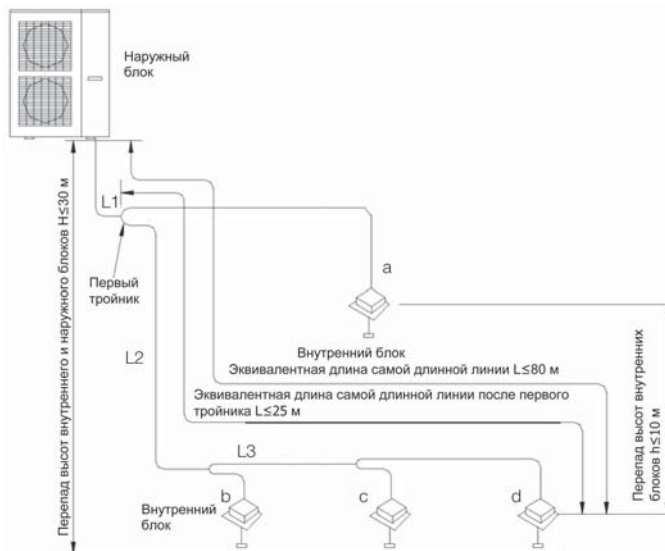 Наружный
блок
L1
Первый
тройник
a
L2
Внутренний блок
Эквивалентная длина самой длинной линии L≤80 м
Эквивалентная длина самой длинной линии после первого
тройника L≤25 м
L3
b
c
d
Внутренний
блок
Перепад высот внутреннего и наружного блоков H≤30 м
Перепад высот внутренних
блоков h≤10 м